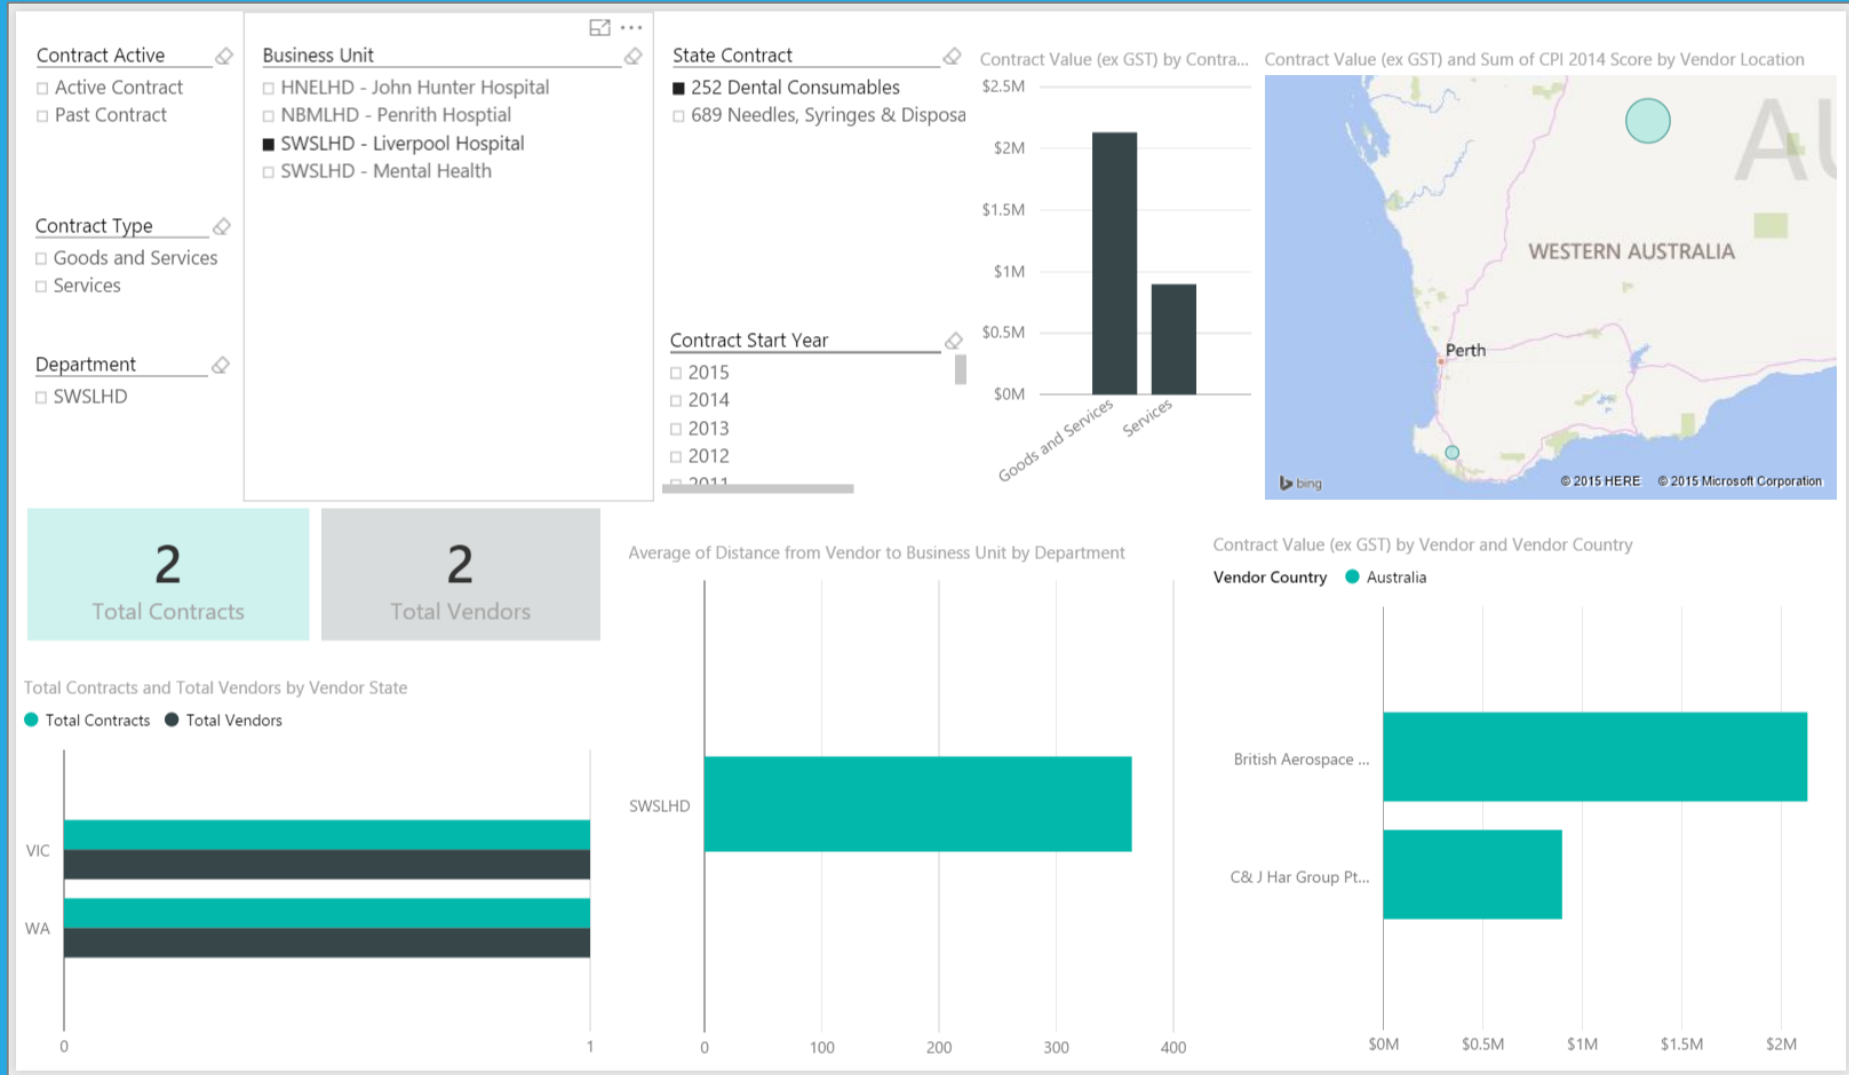 Contract Active
Active Contract
Past Contract
Contract Type
Goods and Services
Services
Department
SWSLHD
Business Unit
HNELHD - John Hunter Hospital
NBMLHD - Penrith Hosptial
SWSLHD - Liverpool Hospital
SWSLHD - Mental Health
State Contract
252 Dental Consumables
689 Needles, Syringes & Disposa
Contract Start Year
2015
2014
2013
2012
2011
Contract Value (ex GST) by Contra...
$2.5M
$2M
$1.5M
$1M
$0.5M
$0M
Goods and Services
Services
Contract Value (ex GST) and Sum of CPI 2014 Score by Vendor Location
AU
WESTERN AUSTRALIA
Perth
bing
© 2015 HERE © 2015 Microsoft Corporation
2
Total Contracts
2
Total Vendors
Total Contracts and Total Vendors by Vendor State
Total Contracts Total Vendors
VIC
WA
0 1
Average of Distance from Vendor to Business Unit by Department
SWSLHD
0 100 200 300 400
Contract Value (ex GST) by Vendor and Vendor Country
Vendor Country Australia
British Aerospace ...
C& J Har Group Pt...
$0M $0.5M $1M $1.5M $2M